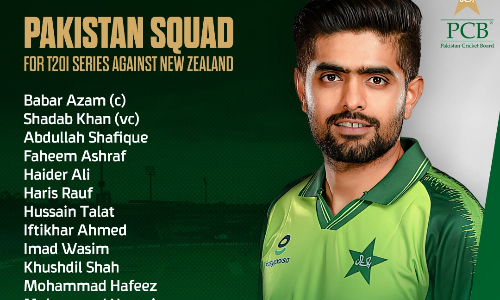 PAKISTAN SQUAD
FOR T20I SERIES AGAINST NEW ZEALAND
PCB
Pakistan Cricket Board
Babar Azam (c)
Shadab Khan (vc)
Abdullah Shafique
Faheem Ashraf
Haider Ali
Haris Rauf
Hussain Talat
Iftikhar Ahmed
Imad Wasim
Khushdil Shah
Mohammad Hafeez